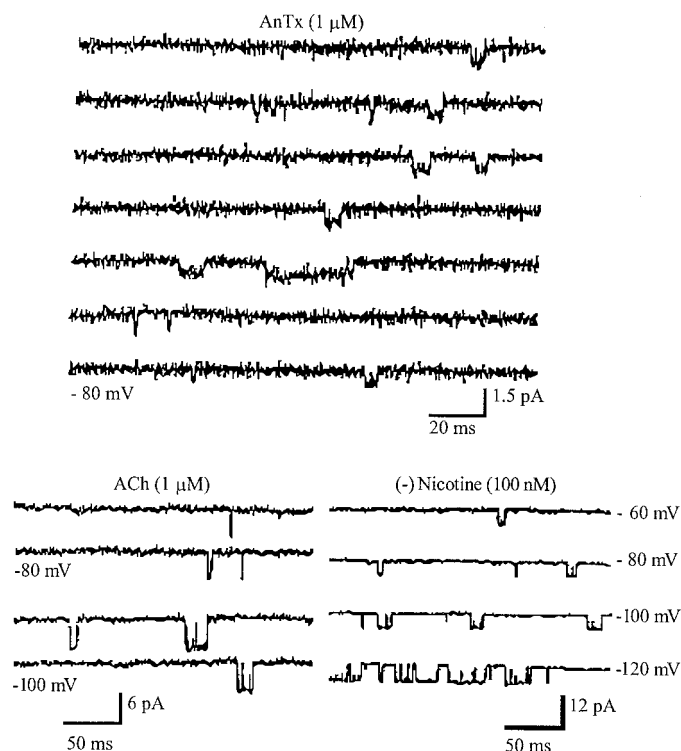 AnTx (1 μM)
- 80 mV
1.5 pA
20 ms
ACh (1 μM)
(-) Nicotine (100 nM)
- 60 mV
-80 mV
- 80 mV
-100 mV
-100 mV
-120 mV
6 pA
12 pA
50 ms
50 ms